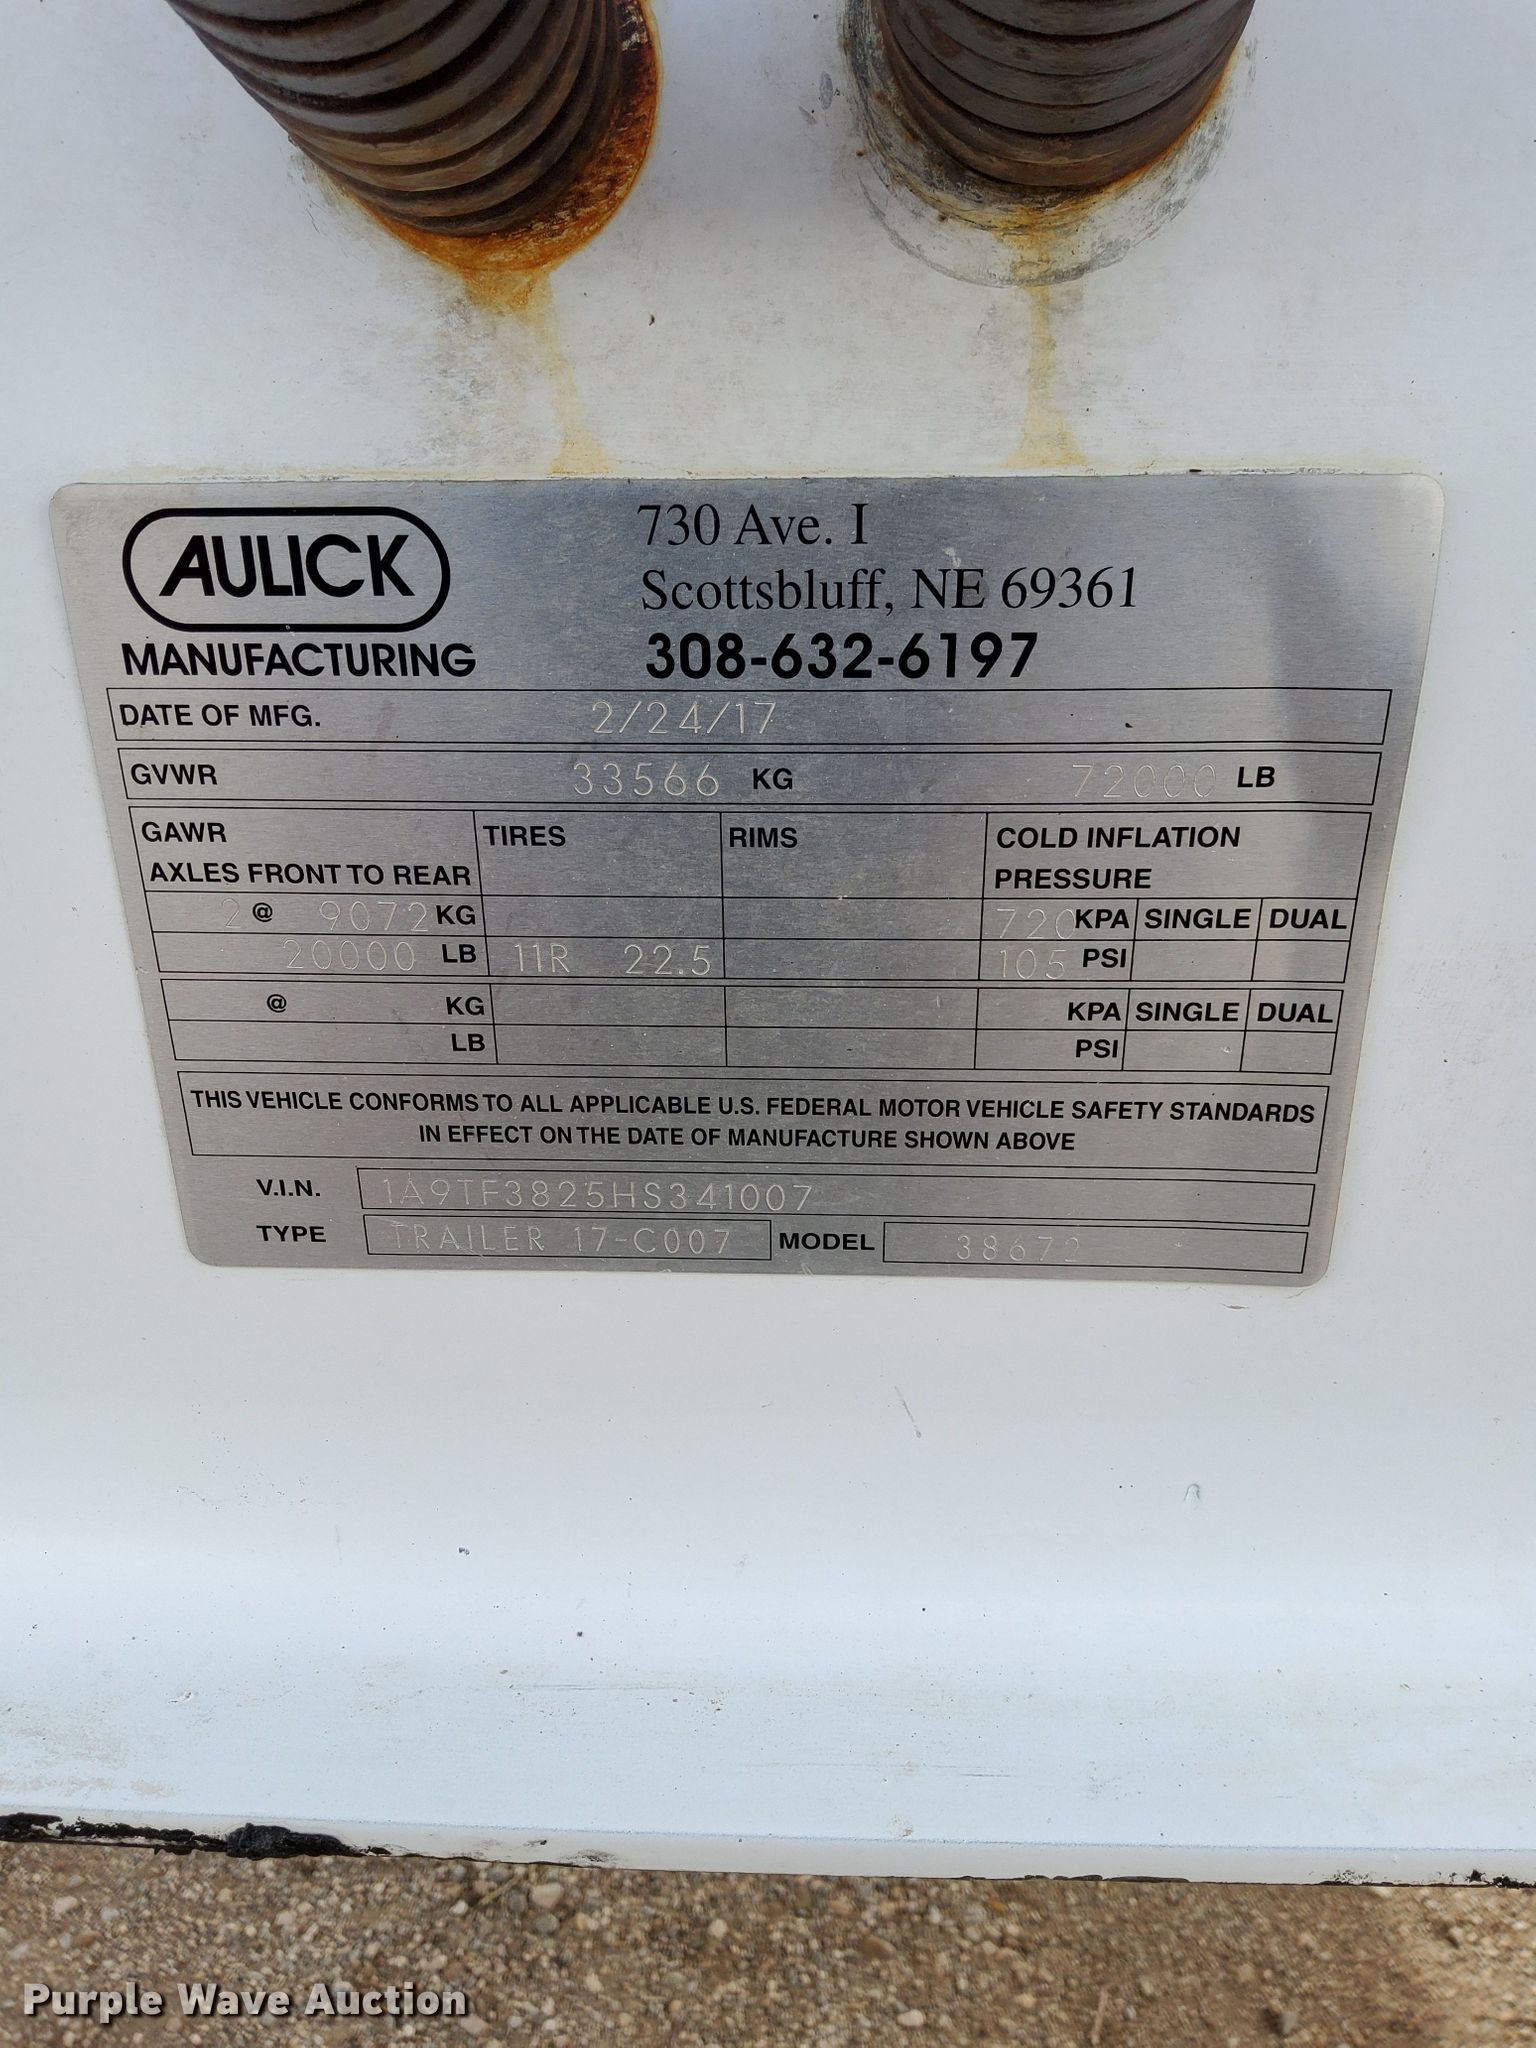 AULICK
MANUFACTURING
730 Ave. I
Scottsbluff, NE 69361
308-632-6197
DATE OF MFG. 2/24/17
GVWR 33566 KG 72000 LB
GAWR TIRES RIMS COLD INFLATION
AXLES FRONT TO REAR PRESSURE
2 @ 9072 KG 720 KPA SINGLE DUAL
20000 LB 11R 22.5 105 PSI
@ KG KPA SINGLE DUAL
LB PSI
THIS VEHICLE CONFORMS TO ALL APPLICABLE U.S. FEDERAL MOTOR VEHICLE SAFETY STANDARDS
IN EFFECT ON THE DATE OF MANUFACTURE SHOWN ABOVE
V.I.N. 1A9TF3825HS341007
TYPE TRAILER 17-C007 MODEL 38672
Purple Wave Auction